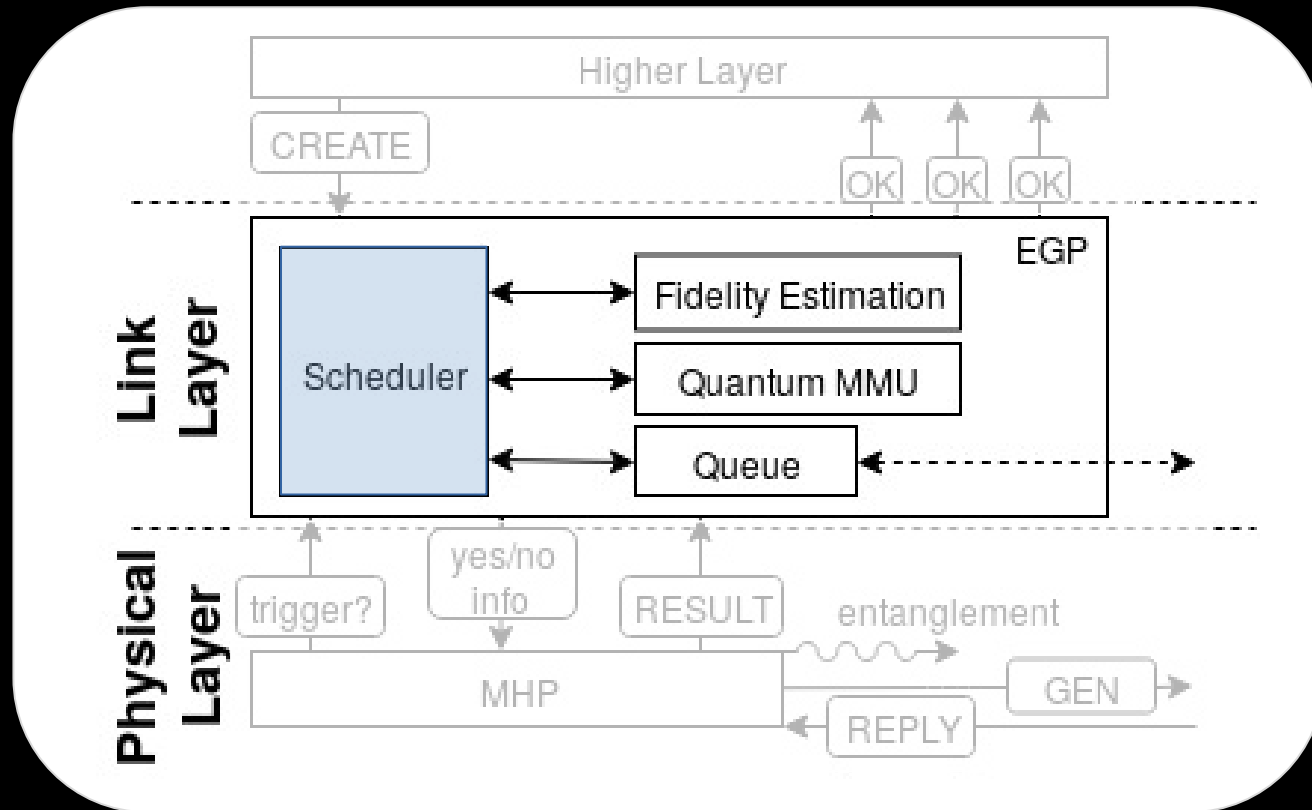 Higher Layer
CREATE
OK
OK
OK
Link
Layer
EGP
Scheduler
Fidelity Estimation
Quantum MMU
Queue
Physical
Layer
trigger?
yes/no
info
RESULT
entanglement
MHP
GEN
REPLY